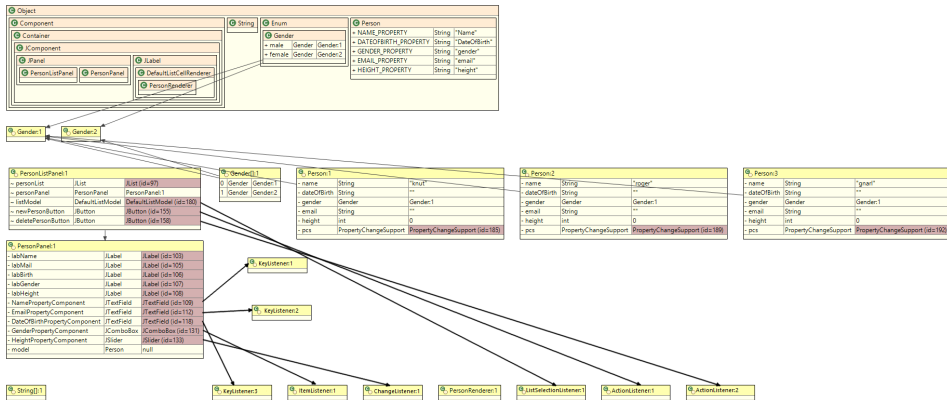 Object
Component
Container
JComponent
JPanel
PersonListPanel
PersonPanel
JLabel
DefaultListCellRenderer
PersonRenderer
String
Enum
Gender
+ male Gender Gender:1
+ female Gender Gender:2
Person
+ NAME_PROPERTY String "Name"
+ DATEOFBIRTH_PROPERTY String "DateOfBirth"
+ GENDER_PROPERTY String "gender"
+ EMAIL_PROPERTY String "email"
+ HEIGHT_PROPERTY String "height"
Gender:1
Gender:2
PersonListPanel:1
~ personList JList JList (id=97)
~ personPanel PersonPanel PersonPanel:1
~ listModel DefaultListModel DefaultListModel (id=180)
~ newPersonButton JButton JButton (id=155)
~ deletePersonButton JButton JButton (id=158)
Gender[]:1
0 Gender Gender:1
1 Gender Gender:2
Person:1
- name String "knut"
- dateOfBirth String ""
- gender Gender Gender:1
- email String ""
- height int 0
- pcs PropertyChangeSupport PropertyChangeSupport (id=185)
Person:2
- name String "roger"
- dateOfBirth String ""
- gender Gender Gender:1
- email String ""
- height int 0
- pcs PropertyChangeSupport PropertyChangeSupport (id=189)
Person:3
- name String "gnarl"
- dateOfBirth String ""
- gender Gender Gender:1
- email String ""
- height int 0
- pcs PropertyChangeSupport PropertyChangeSupport (id=192)
PersonPanel:1
- labName JLabel JLabel (id=103)
- labMail JLabel JLabel (id=105)
- labBirth JLabel JLabel (id=106)
- labGender JLabel JLabel (id=107)
- labHeight JLabel JLabel (id=108)
- NamePropertyComponent JTextField JTextField (id=109)
- EmailPropertyComponent JTextField JTextField (id=112)
- DateOfBirthPropertyComponent JTextField JTextField (id=118)
- GenderPropertyComponent JComboBox JComboBox (id=131)
- HeightPropertyComponent JSlider JSlider (id=133)
- model Person null
KeyListener:1
KeyListener:2
String[]:1
KeyListener:3
ItemListener:1
ChangeListener:1
PersonRenderer:1
ListSelectionListener:1
ActionListener:1
ActionListener:2